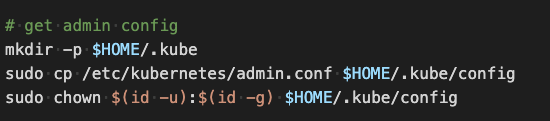 # get admin config
mkdir -p $HOME/.kube
sudo cp /etc/kubernetes/admin.conf $HOME/.kube/config
sudo chown $(id -u):$(id -g) $HOME/.kube/config